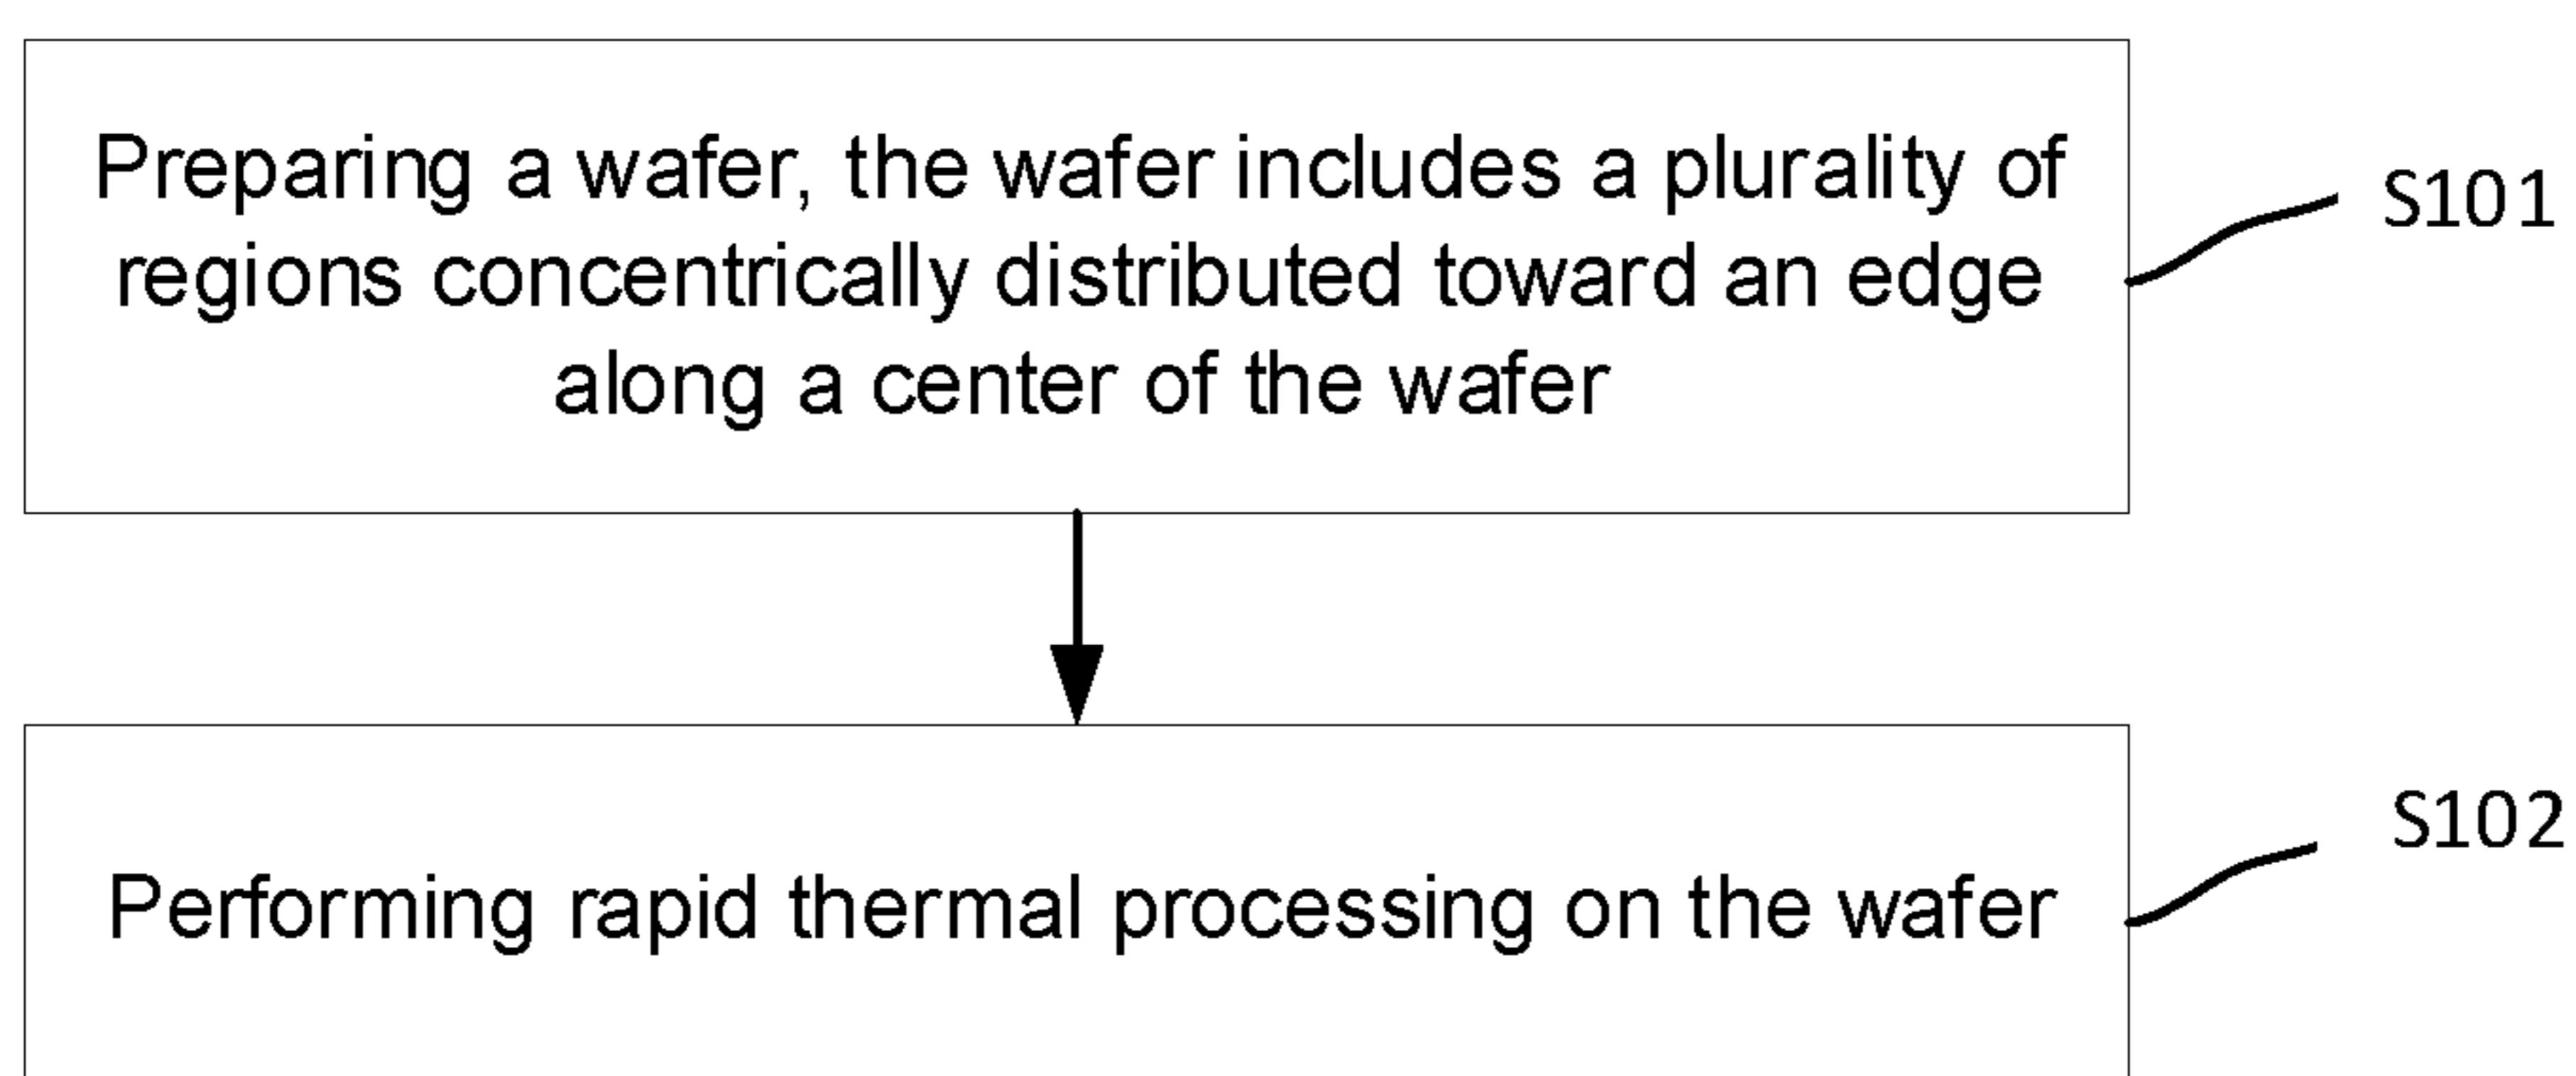 Preparing a wafer, the wafer includes a plurality of
regions concentrically distributed toward an edge
along a center of the wafer
S101
Performing rapid thermal processing on the wafer
S102